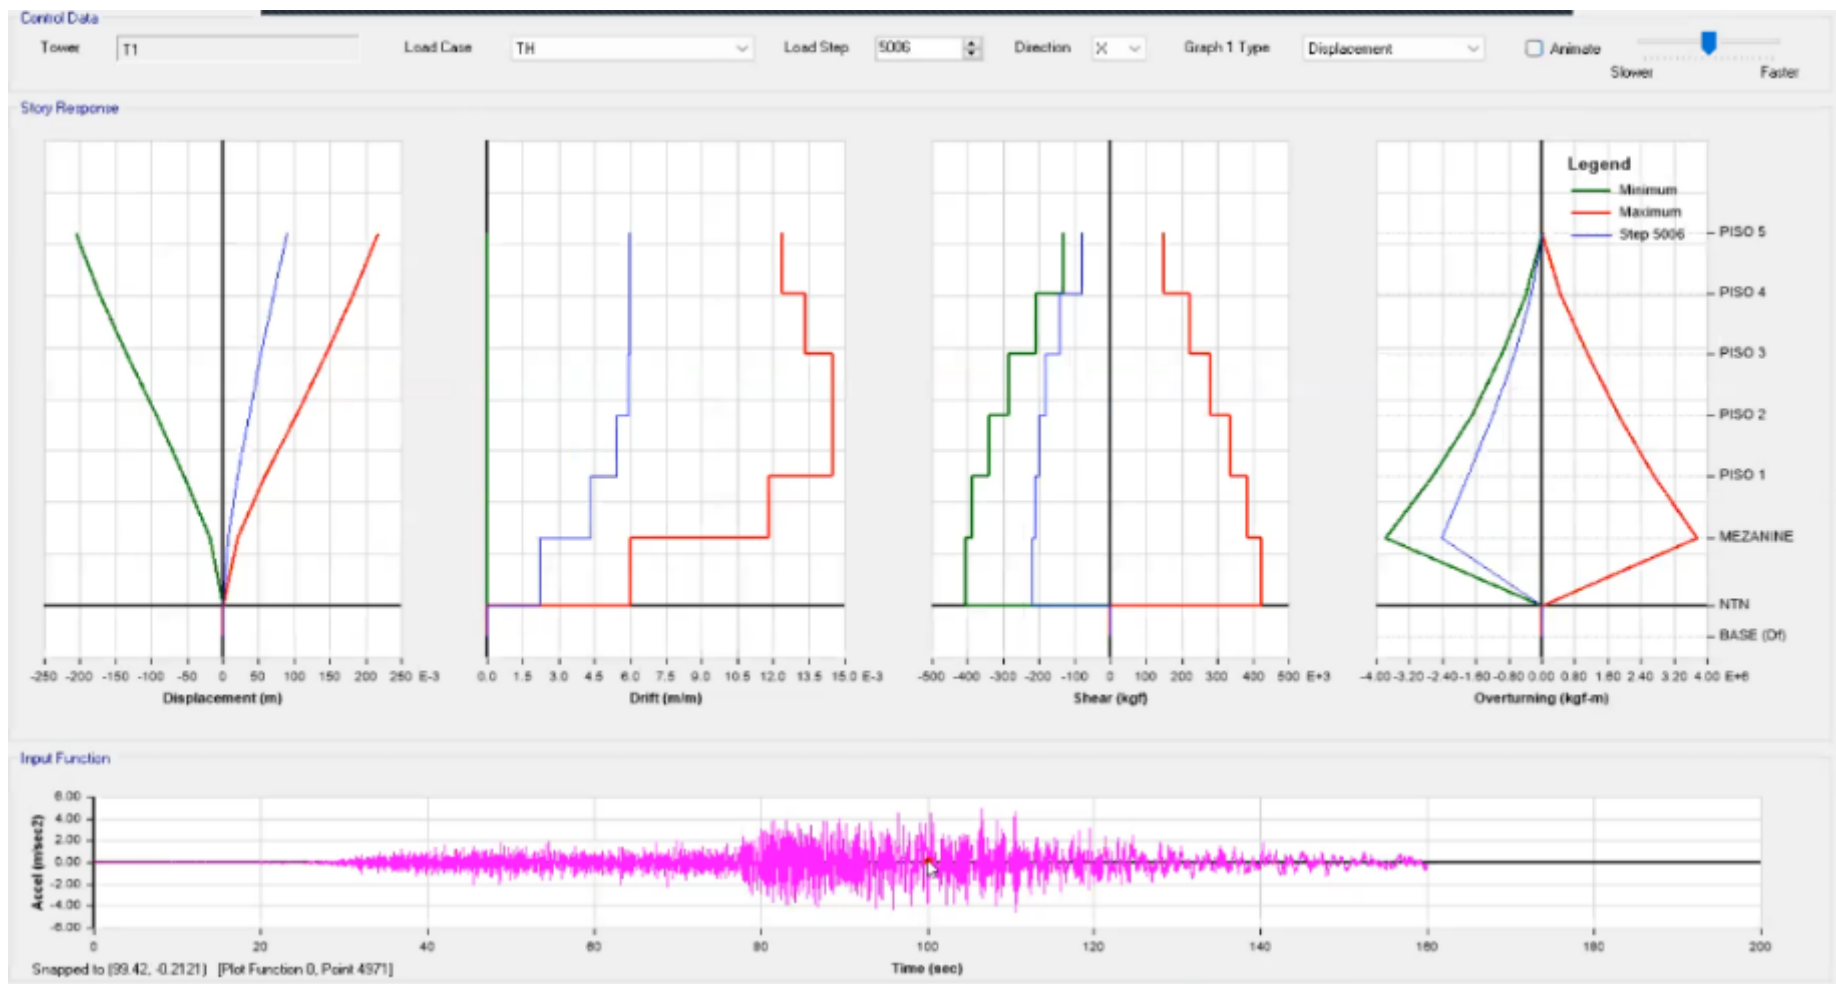 Control Data
Tower T1 Load Case TH Load Step 5006 Direction X Graph 1 Type Displacement Animate
Slower Faster
Story Response
Legend
Minimum
Maximum
Step 5006
PISO 5
PISO 4
PISO 3
PISO 2
PISO 1
MEZANINE
NTN
BASE (Df)
-250 -200 -150 -100 -50 0 50 100 150 200 250 E-3
Displacement (m)
0.0 1.5 3.0 4.5 6.0 7.5 9.0 10.5 12.0 13.5 15.0 E-3
Drift (m/m)
-500 -400 -300 -200 -100 0 100 200 300 400 500 E+3
Shear (kgf)
-4.00 -3.20 -2.40 -1.60 -0.80 0.00 0.80 1.60 2.40 3.20 4.00 E+6
Overturning (kgf-m)
Input Function
Accel (m/sec2)
6.00
4.00
2.00
0.00
-2.00
-4.00
-6.00
0 20 40 60 80 100 120 140 160 180 200
Time (sec)
Snapped to (99.42, -0.2121) [Plot Function 0, Point 4971]